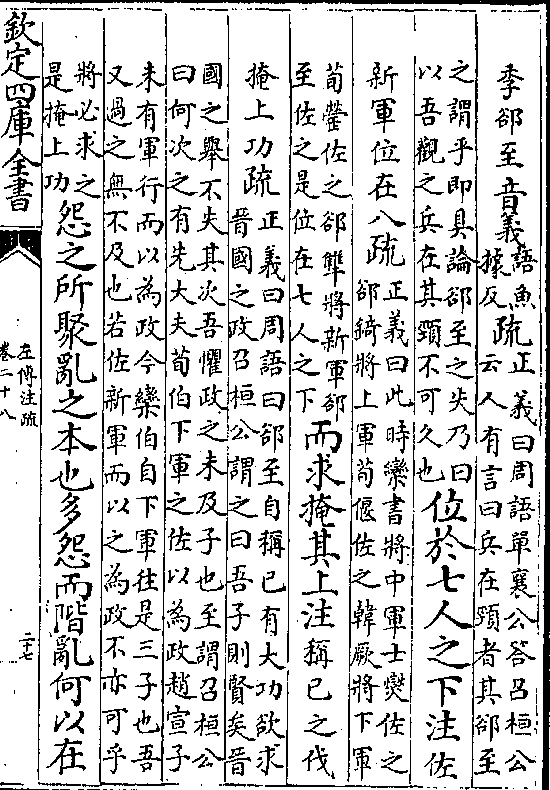 季郤至音義語魚據反疏正義曰周語單襄公答召桓公云人有言曰兵在頸者其郤至
之謂乎即具論郤至之失乃曰以吾觀之兵在其頸不可久也位於七人之下注佐
新軍位在八疏正義曰此時欒書將中軍士燮佐之郤錡將上軍荀偃佐之韓厥將下軍
荀罃佐之郤犨將新軍郤至佐之是位在七人之下而求掩其上注稱已之伐
掩上功疏正義曰周語曰郤至自稱已有大功欲求晉國之政召桓公謂之曰吾子則賢矣晉
國之舉不失其次吾懼政之未及子也至謂召桓公曰何次之有先大夫荀伯下軍之佐以為政趙宣子
未有軍行而以為政今欒伯自下軍往是三子也吾又過之無不及也若佐新軍而以之為政不亦可乎
將必求之是掩上功怨之所聚亂之本也多怨而階亂何以在
欽定四庫全書
左傳注疏
卷二十八
二十七